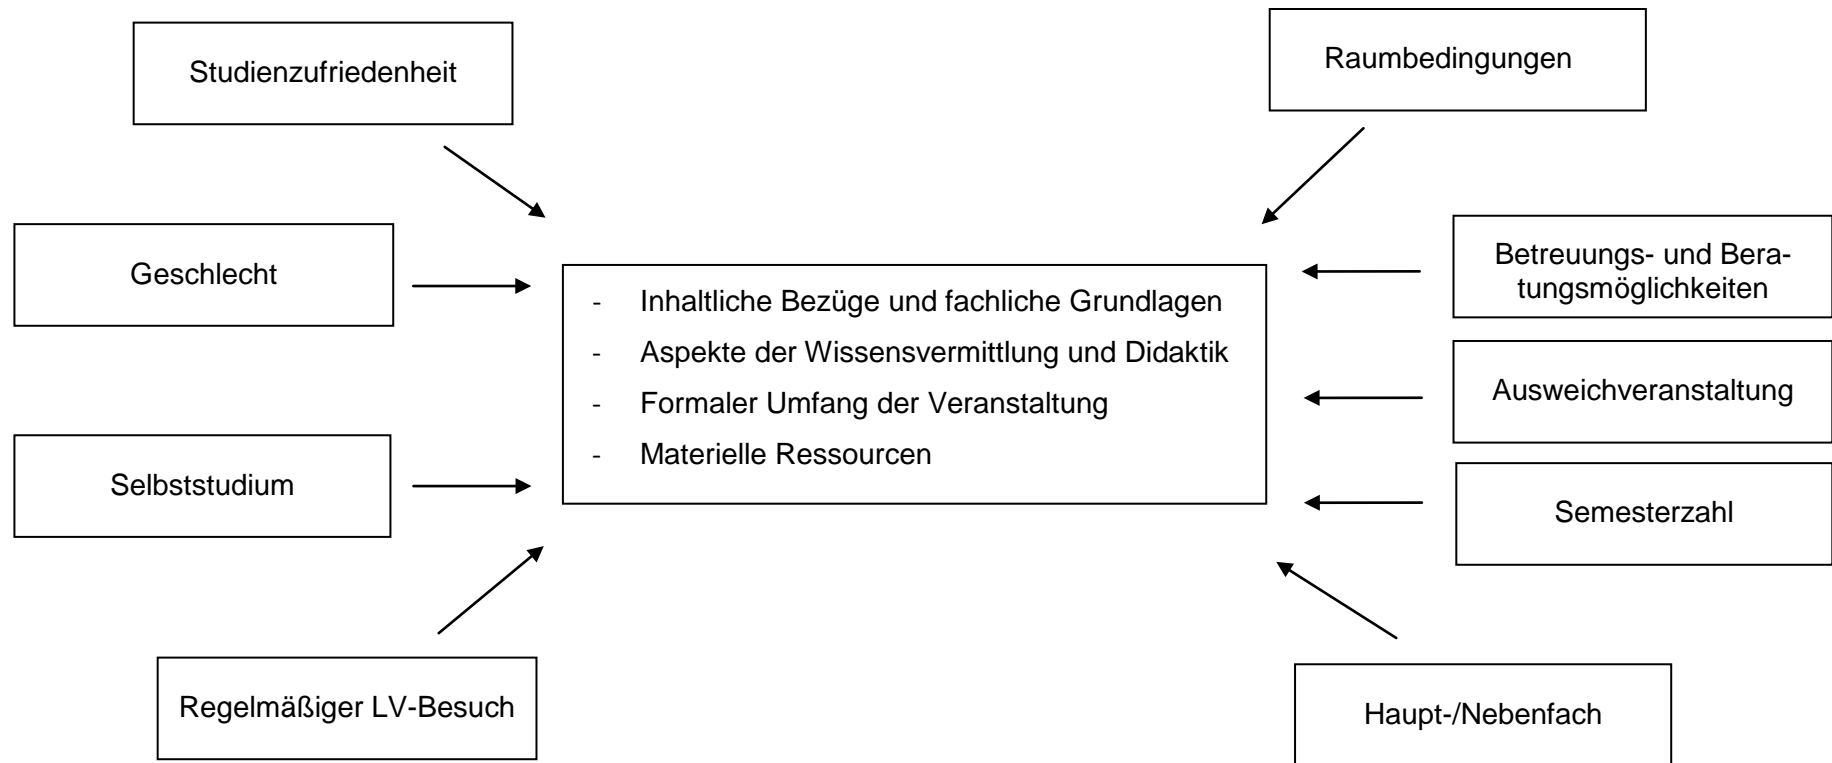 Studienzufriedenheit
Raumbedingungen
Geschlecht
Betreuungs- und Bera-
tungsmöglichkeiten
- Inhaltliche Bezüge und fachliche Grundlagen
- Aspekte der Wissensvermittlung und Didaktik
- Formaler Umfang der Veranstaltung
- Materielle Ressourcen
Ausweichveranstaltung
Selbststudium
Semesterzahl
Regelmäßiger LV-Besuch
Haupt-/Nebenfach